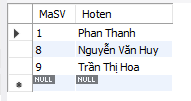 MaSV Hoten
1 Phan Thanh
8 Nguyễn Văn Huy
9 Trần Thị Hoa
NULL NULL